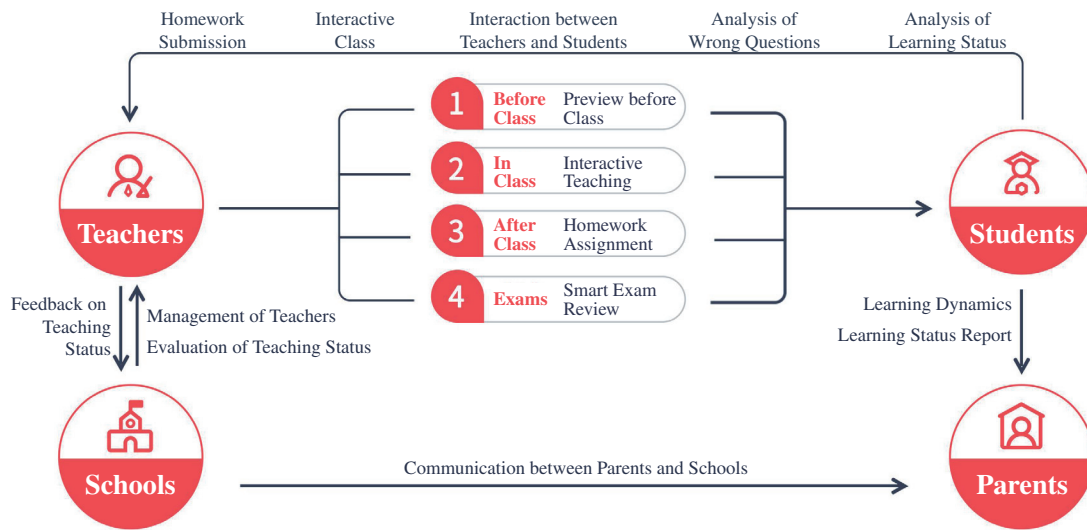 Homework
Submission
Interactive
Class
Interaction between
Teachers and Students
Analysis of
Wrong Questions
Analysis of
Learning Status
1
Before
Class
Preview before
Class
2
In
Class
Interactive
Teaching
3
After
Class
Homework
Assignment
4
Exams
Smart Exam
Review
Teachers
Students
Feedback on
Teaching
Status
Management of Teachers
Evaluation of Teaching Status
Learning Dynamics
Learning Status Report
Schools
Communication between Parents and Schools
Parents